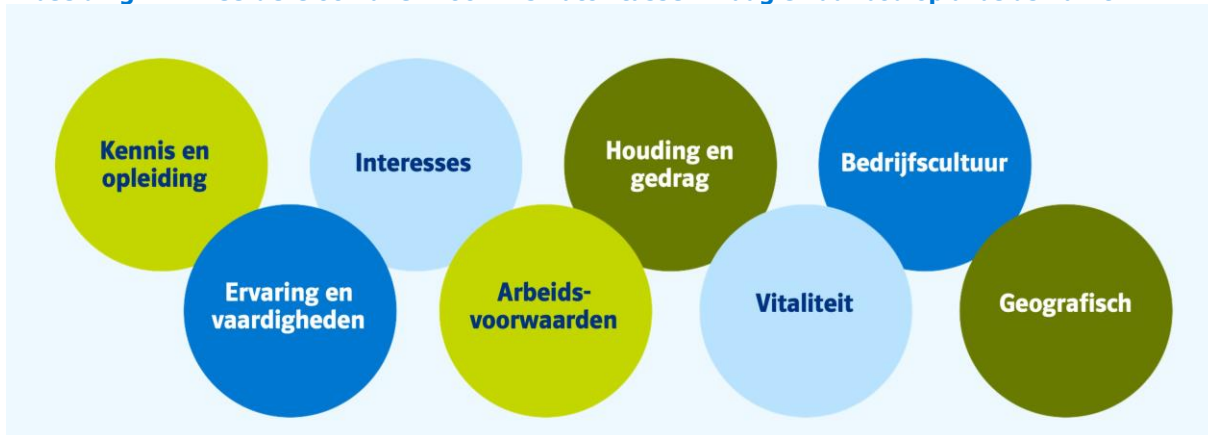 Kennis en
opleiding
Interesses
Houding en
gedrag
Bedrijfscultuur
Ervaring en
vaardigheden
Arbeids-
voorwaarden
Vitaliteit
Geografisch